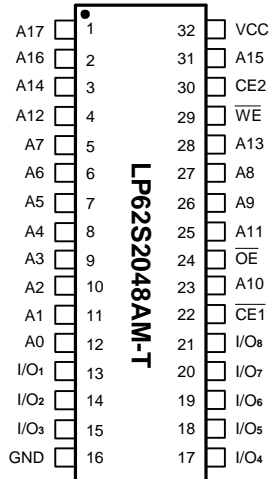 A17 1 32 VCC
A16 2 31 A15
A14 3 30 CE2
A12 4 29 W̅E̅
A7 5 28 A13
A6 6 27 A8
A5 7 26 A9
A4 8 25 A11
A3 9 24 O̅E̅
A2 10 23 A10
A1 11 22 C̅E̅1̅
A0 12 21 I/O₈
I/O₁ 13 20 I/O₇
I/O₂ 14 19 I/O₆
I/O₃ 15 18 I/O₅
GND 16 17 I/O₄
LP62S2048AM-T